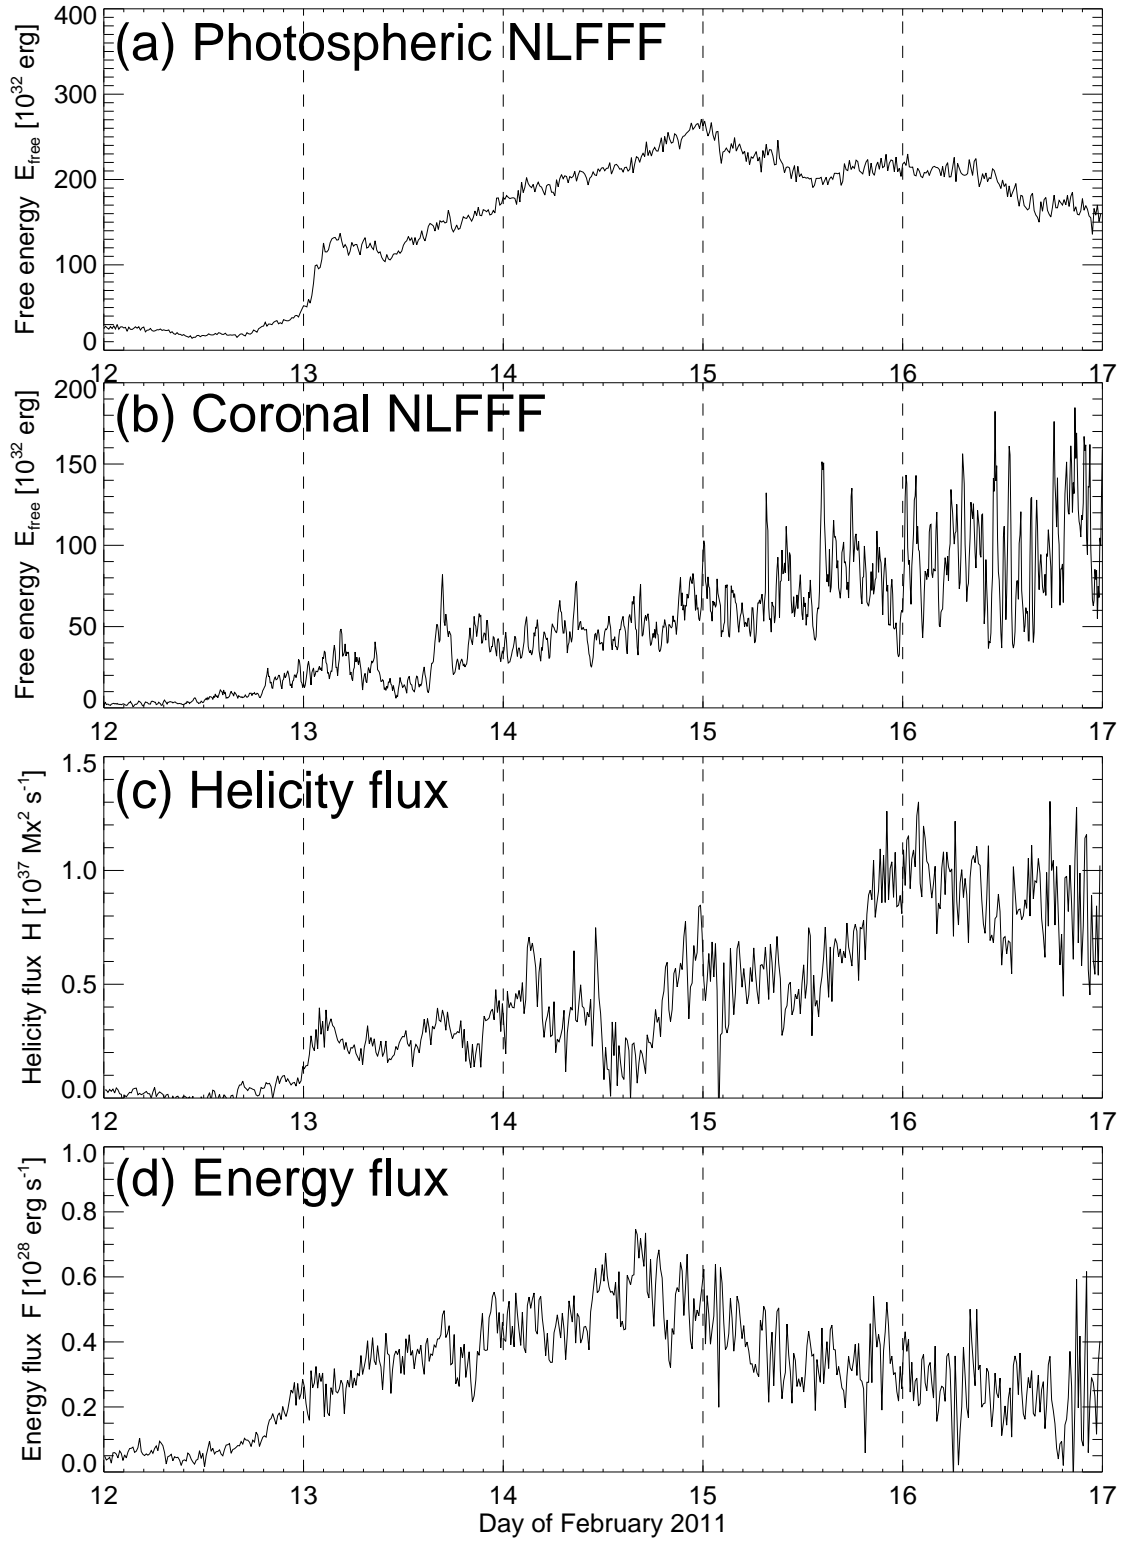 (a) Photospheric NLFFF
Free energy E_free [10^32 erg]
400
300
200
100
0
12 13 14 15 16 17
(b) Coronal NLFFF
Free energy E_free [10^32 erg]
200
150
100
50
0
12 13 14 15 16 17
(c) Helicity flux
Helicity flux H [10^37 Mx^2 s^-1]
1.5
1.0
0.5
0.0
12 13 14 15 16 17
(d) Energy flux
Energy flux F [10^28 erg s^-1]
1.0
0.8
0.6
0.4
0.2
0.0
12 13 14 15 16 17
Day of February 2011